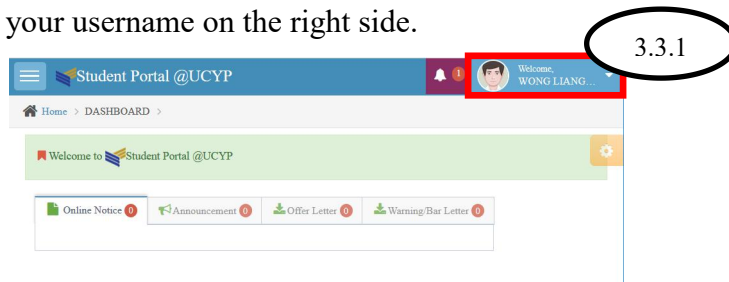 your username on the right side.
3.3.1
Student Portal @UCYP
1
Welcome,
WONG LIANG...
Home > DASHBOARD >
Welcome to Student Portal @UCYP
Online Notice 0
Announcement 0
Offer Letter 0
Warning/Bar Letter 0